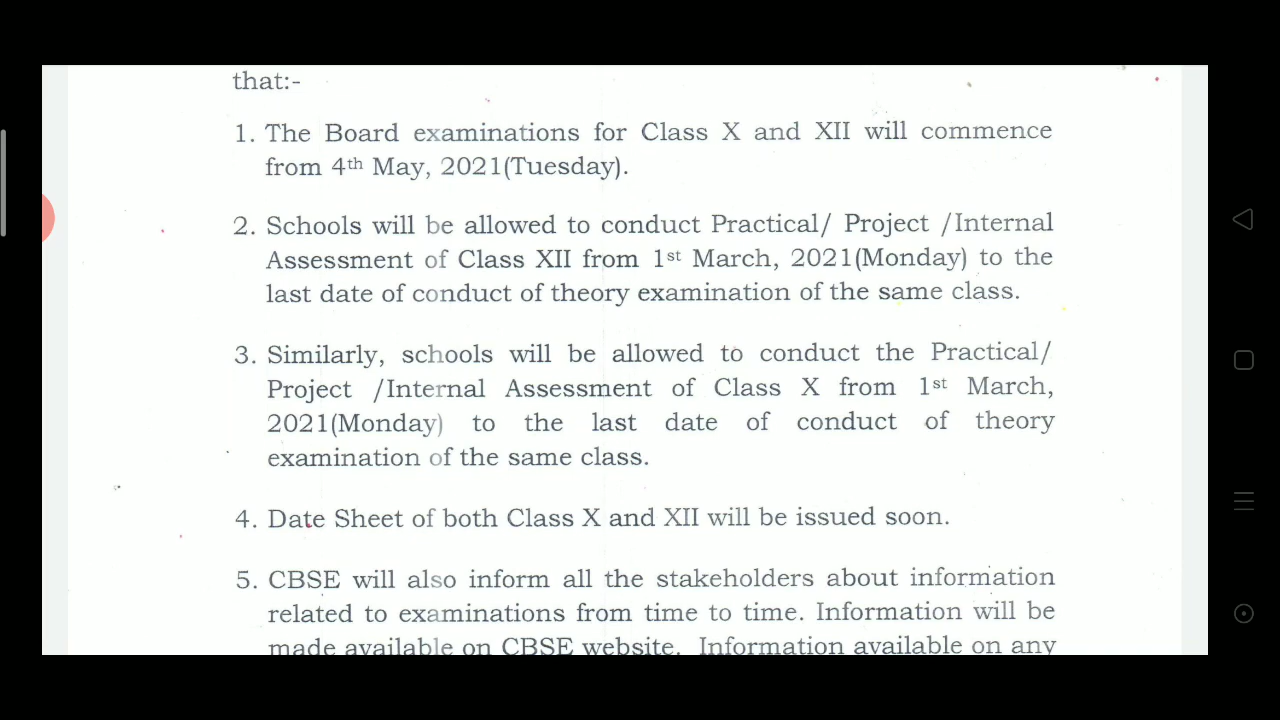 that:-
1. The Board examinations for Class X and XII will commence
from 4th May, 2021(Tuesday).
2. Schools will be allowed to conduct Practical/ Project /Internal
Assessment of Class XII from 1st March, 2021(Monday) to the
last date of conduct of theory examination of the same class.
3. Similarly, schools will be allowed to conduct the Practical/
Project /Internal Assessment of Class X from 1st March,
2021(Monday) to the last date of conduct of theory
examination of the same class.
4. Date Sheet of both Class X and XII will be issued soon.
5. CBSE will also inform all the stakeholders about information
related to examinations from time to time. Information will be
made available on CBSE website. Information available on any